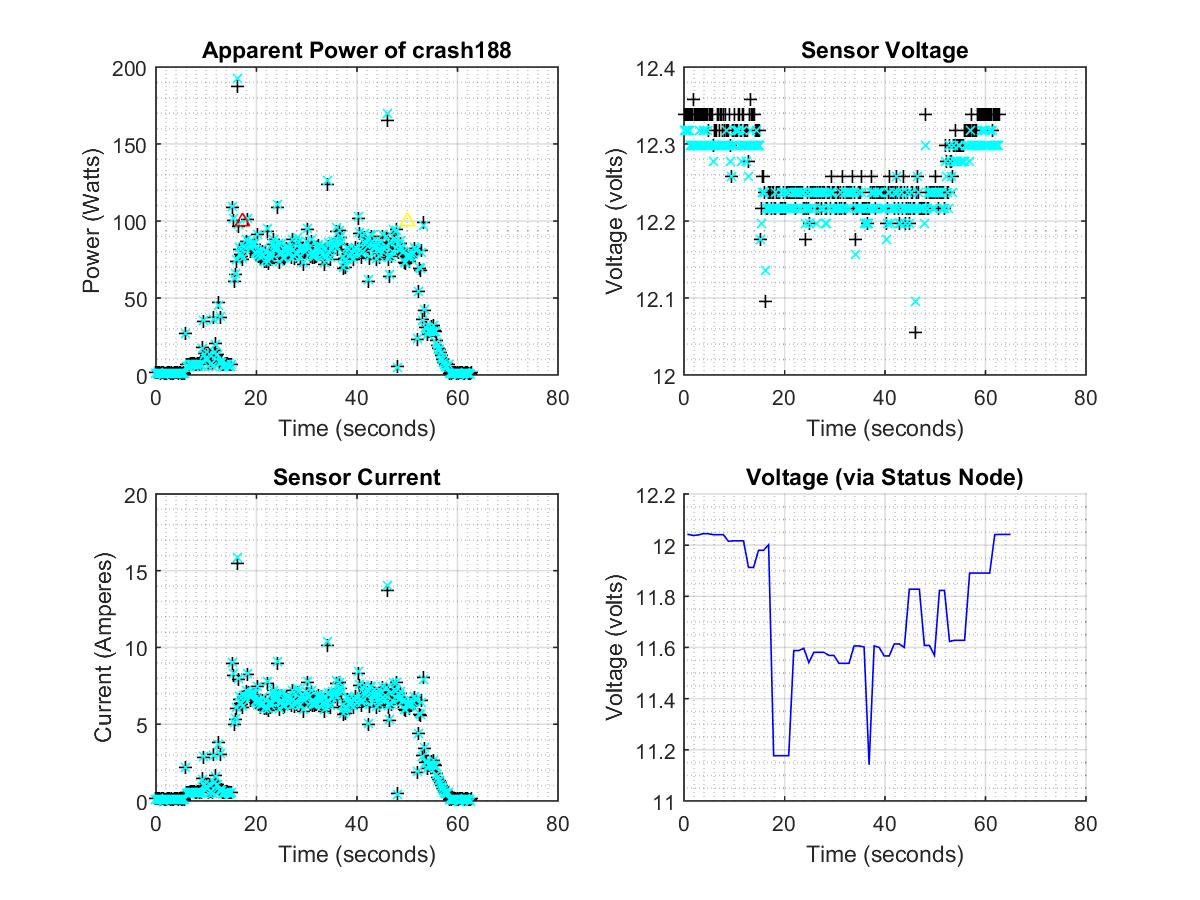 Apparent Power of crash188
200
150
100
50
0
Power (Watts)
0 20 40 60 80
Time (seconds)
Sensor Voltage
12.4
12.3
12.2
12.1
12
Voltage (volts)
0 20 40 60 80
Time (seconds)
Sensor Current
20
15
10
5
0
Current (Amperes)
0 20 40 60 80
Time (seconds)
Voltage (via Status Node)
12.2
12
11.8
11.6
11.4
11.2
11
Voltage (volts)
0 20 40 60 80
Time (seconds)